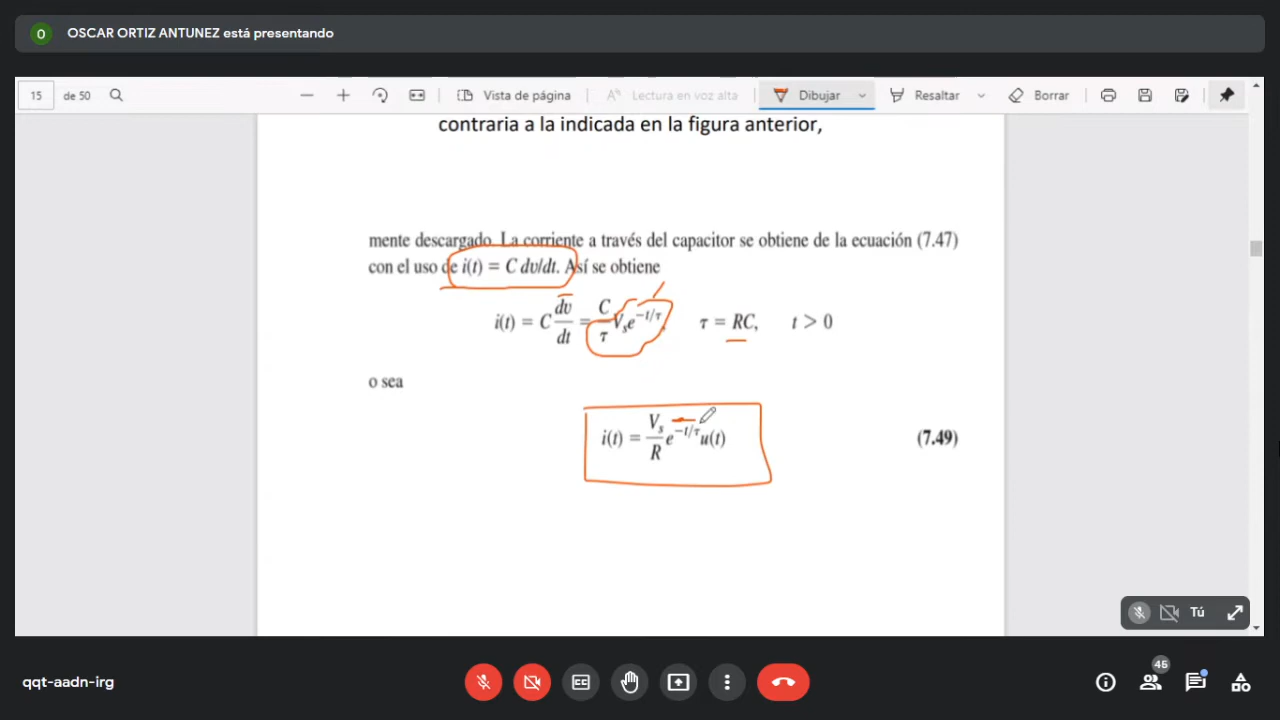 O OSCAR ORTIZ ANTUNEZ está presentando
15 de 50 Vista de página A Lectura en voz alta Dibujar Resaltar Borrar
contraria a la indicada en la figura anterior,
mente descargado. La corriente a través del capacitor se obtiene de la ecuación (7.47)
con el uso de i(t) = C dv/dt. Así se obtiene
i(t) = C dv/dt = C/τ Vₛe^−t/τ, τ = RC, t > 0
o sea
i(t) = Vₛ/R e^−t/τ u(t) (7.49)
Tú
45
qqt-aadn-irg